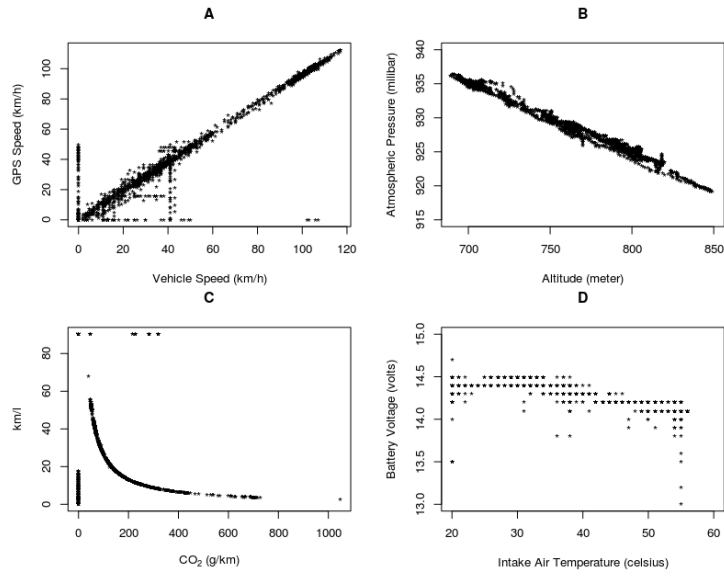 A
GPS Speed (km/h)
100
80
60
40
20
0
0 20 40 60 80 100 120
Vehicle Speed (km/h)
B
Atmospheric Pressure (milibar)
940
935
930
925
920
915
700 750 800 850
Altitude (meter)
C
km/l
80
60
40
20
0
0 200 400 600 800 1000
CO2 (g/km)
D
Battery Voltage (volts)
15.0
14.5
14.0
13.5
13.0
20 30 40 50 60
Intake Air Temperature (celsius)